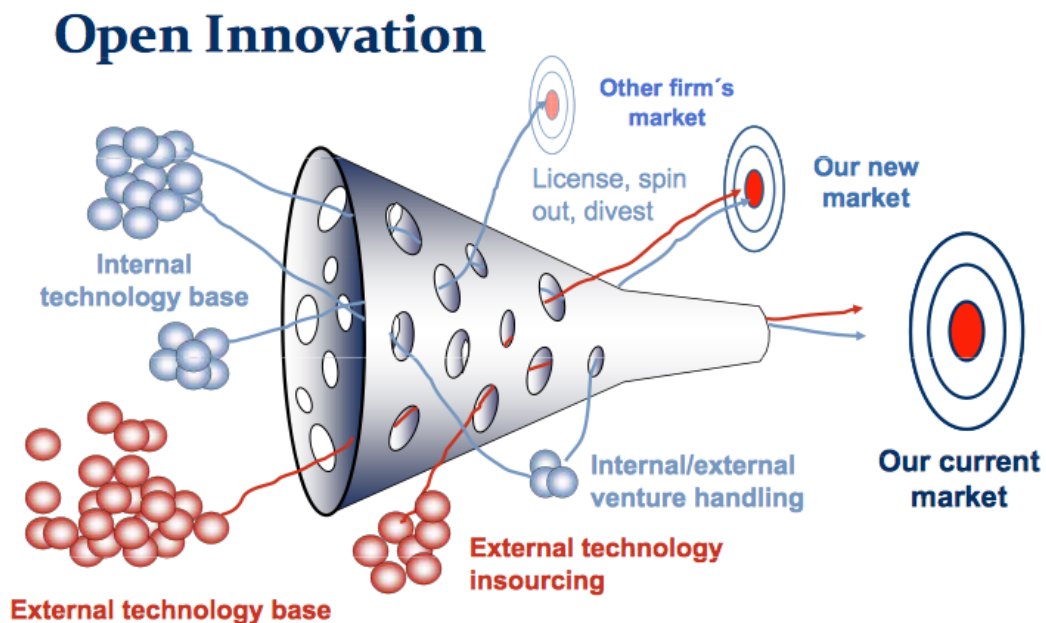 Open Innovation
Other firm´s
market
License, spin
out, divest
Our new
market
Internal
technology base
Our current
market
Internal/external
venture handling
External technology
insourcing
External technology base